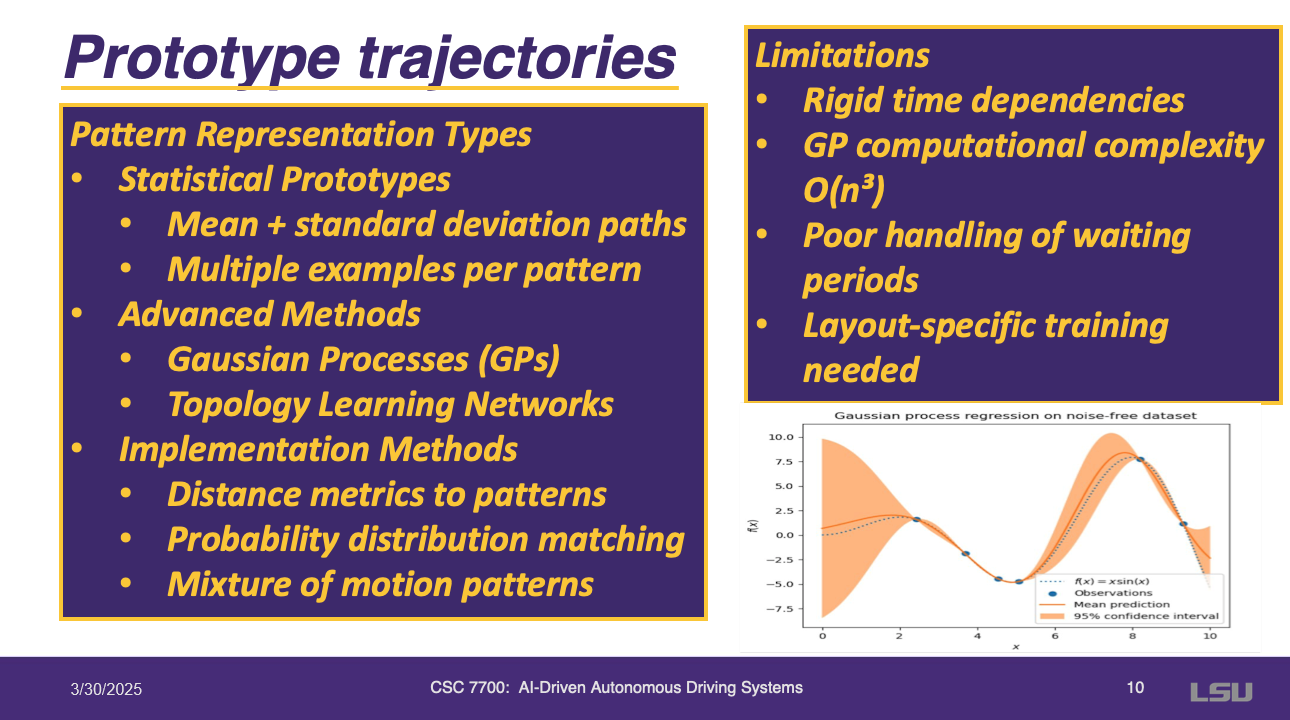 Prototype trajectories
Pattern Representation Types
• Statistical Prototypes
• Mean + standard deviation paths
• Multiple examples per pattern
• Advanced Methods
• Gaussian Processes (GPs)
• Topology Learning Networks
• Implementation Methods
• Distance metrics to patterns
• Probability distribution matching
• Mixture of motion patterns
Limitations
• Rigid time dependencies
• GP computational complexity
O(n³)
• Poor handling of waiting
periods
• Layout-specific training
needed
Gaussian process regression on noise-free dataset
10.0
7.5
5.0
2.5
0.0
−2.5
−5.0
−7.5
f(x)
0 2 4 6 8 10
x
f(x) = x sin(x)
Observations
Mean prediction
95% confidence interval
3/30/2025
CSC 7700: AI-Driven Autonomous Driving Systems
10
LSU